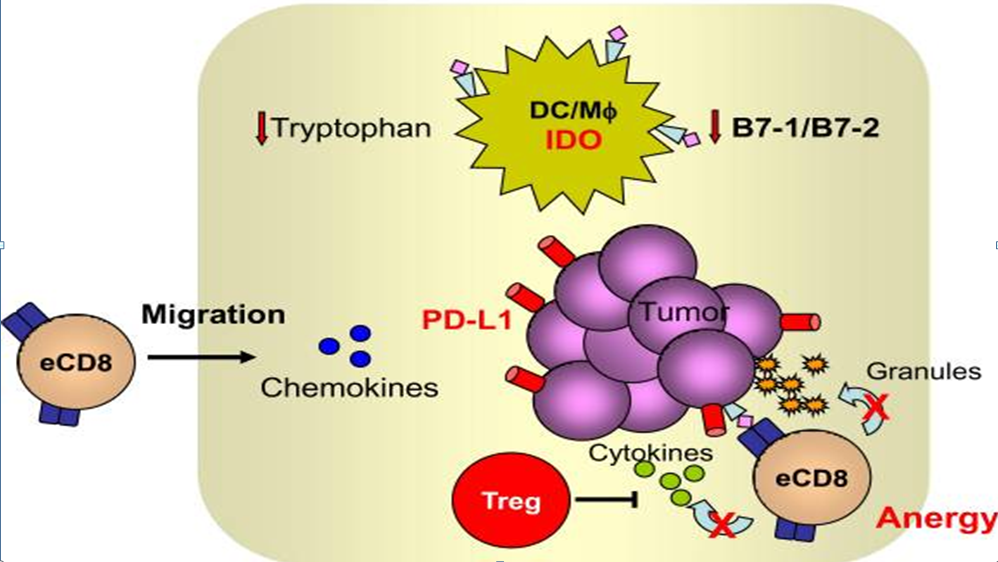 DC/Mϕ
IDO
Tryptophan
B7-1/B7-2
Migration
eCD8
Chemokines
PD-L1
Tumor
Granules
X
Cytokines
eCD8
Treg
X
Anergy